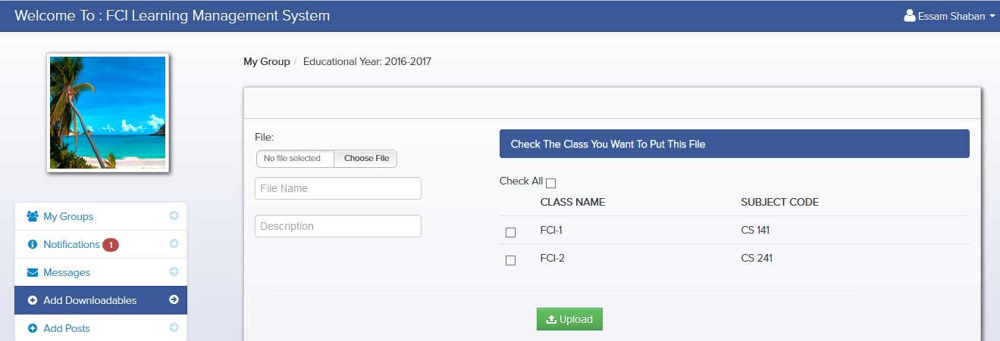 Welcome To : FCI Learning Management System
Essam Shaban
My Group / Educational Year: 2016-2017
My Groups
Notifications 1
Messages
Add Downloadables
Add Posts
File:
No file selected Choose File
File Name
Description
Check The Class You Want To Put This File
Check All
CLASS NAME SUBJECT CODE
FCI-1 CS 141
FCI-2 CS 241
Upload